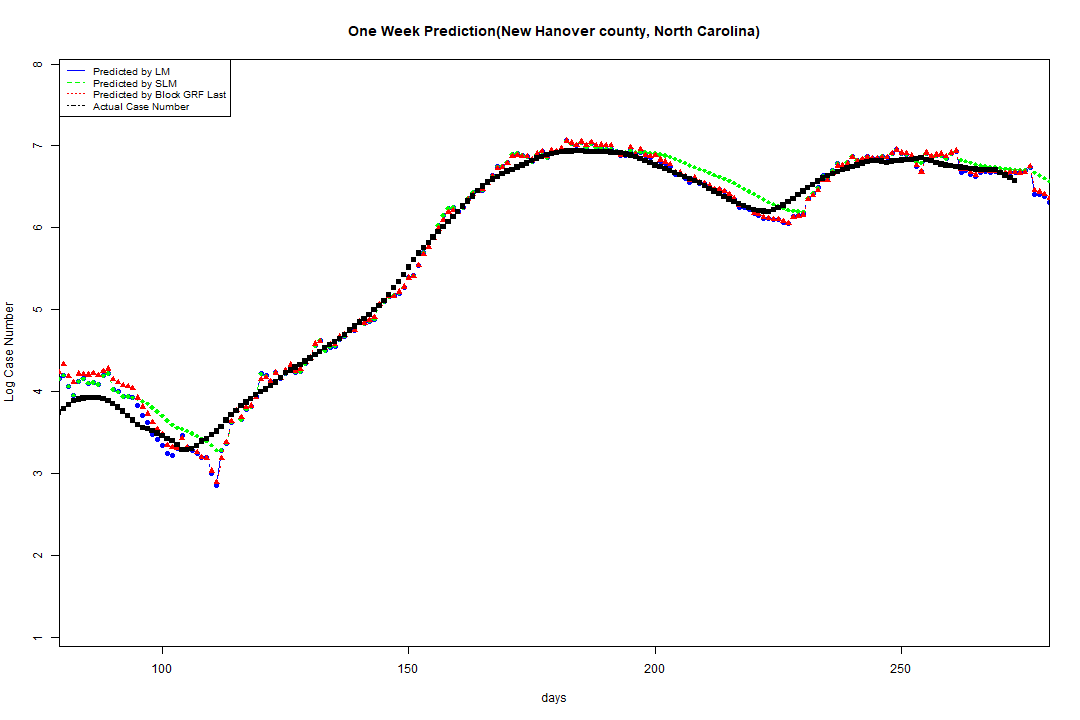 One Week Prediction(New Hanover county, North Carolina)
Predicted by LM
Predicted by SLM
Predicted by Block GRF Last
Actual Case Number
8
7
6
5
4
3
2
1
Log Case Number
100 150 200 250
days